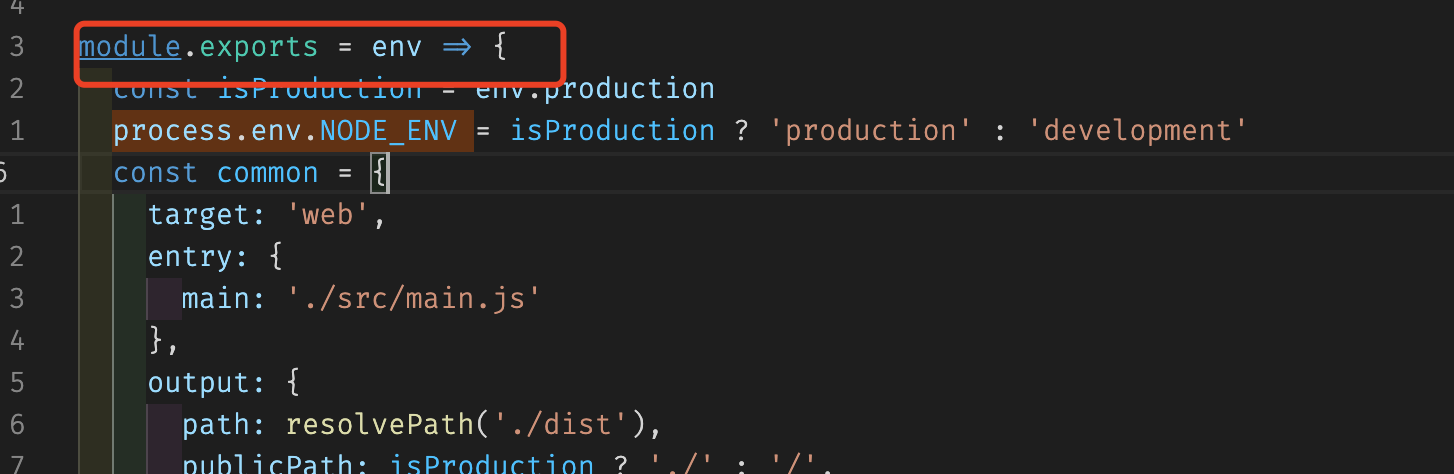 4
3 module.exports = env => {
2 const isProduction = env.production
1 process.env.NODE_ENV = isProduction ? 'production' : 'development'
6 const common = {
1 target: 'web',
2 entry: {
3 main: './src/main.js'
4 },
5 output: {
6 path: resolvePath('./dist'),
7 publicPath: isProduction ? './' : '/',